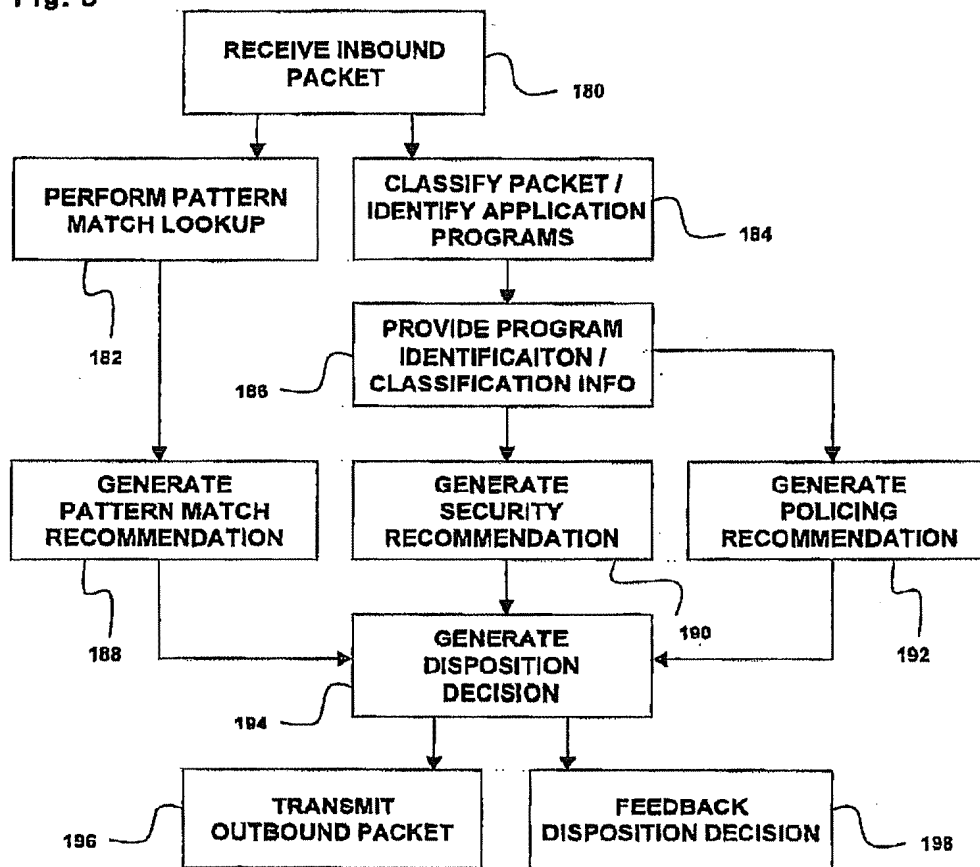 RECEIVE INBOUND
PACKET
180
PERFORM PATTERN
MATCH LOOKUP
CLASSIFY PACKET /
IDENTIFY APPLICATION
PROGRAMS
184
182
PROVIDE PROGRAM
IDENTIFICAITON /
CLASSIFICATION INFO
186
GENERATE
PATTERN MATCH
RECOMMENDATION
GENERATE
SECURITY
RECOMMENDATION
GENERATE
POLICING
RECOMMENDATION
188
190
192
GENERATE
DISPOSITION
DECISION
194
TRANSMIT
OUTBOUND PACKET
196
FEEDBACK
DISPOSITION DECISION
198